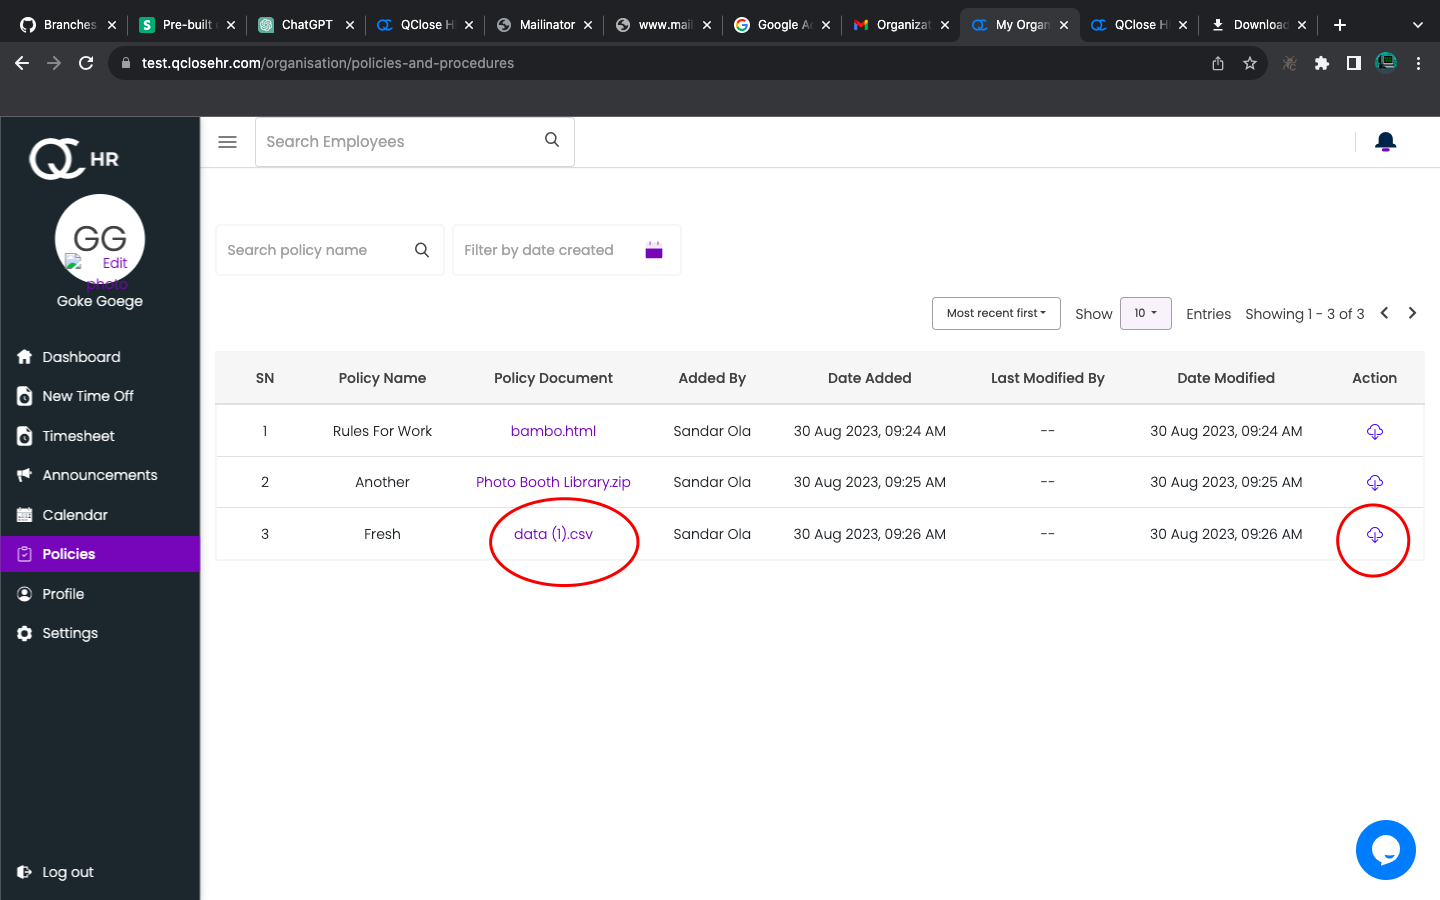 Branches
Pre-built
ChatGPT
QClose H
Mailinator
www.mail
Google A
Organizat
My Organ
QClose H
Download
test.qclosehr.com/organisation/policies-and-procedures
QC HR
Search Employees
GG
Edit photo
Goke Goege
Search policy name
Filter by date created
Most recent first
Show 10 Entries Showing 1 - 3 of 3
Dashboard
New Time Off
Timesheet
Announcements
Calendar
Policies
Profile
Settings
Log out
SN Policy Name Policy Document Added By Date Added Last Modified By Date Modified Action
1 Rules For Work bambo.html Sandar Ola 30 Aug 2023, 09:24 AM -- 30 Aug 2023, 09:24 AM
2 Another Photo Booth Library.zip Sandar Ola 30 Aug 2023, 09:25 AM -- 30 Aug 2023, 09:25 AM
3 Fresh data (1).csv Sandar Ola 30 Aug 2023, 09:26 AM -- 30 Aug 2023, 09:26 AM